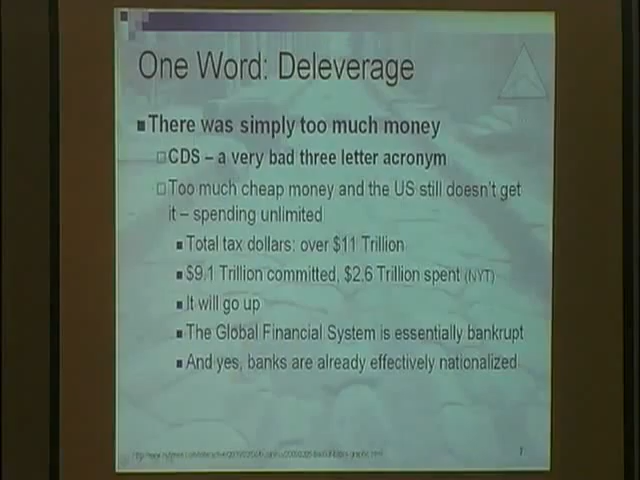 One Word: Deleverage
There was simply too much money
CDS – a very bad three letter acronym
Too much cheap money and the US still doesn't get
it – spending unlimited
Total tax dollars: over $11 Trillion
$9.1 Trillion committed, $2.6 Trillion spent (NYT)
It will go up
The Global Financial System is essentially bankrupt
And yes, banks are already effectively nationalized